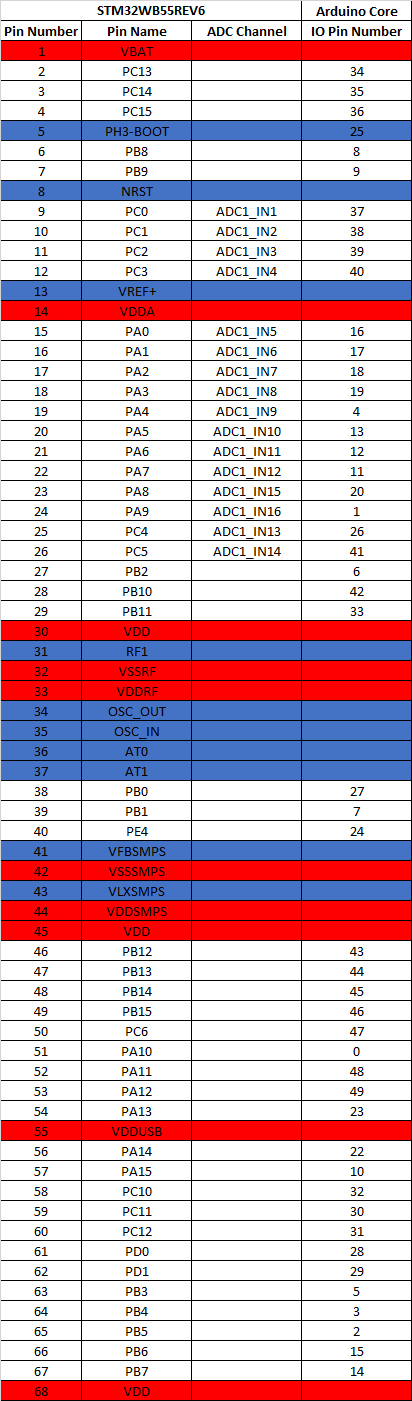 STM32WB55REV6 Arduino Core
Pin Number Pin Name ADC Channel IO Pin Number
1 VBAT
2 PC13 34
3 PC14 35
4 PC15 36
5 PH3-BOOT 25
6 PB8 8
7 PB9 9
8 NRST
9 PC0 ADC1_IN1 37
10 PC1 ADC1_IN2 38
11 PC2 ADC1_IN3 39
12 PC3 ADC1_IN4 40
13 VREF+
14 VDDA
15 PA0 ADC1_IN5 16
16 PA1 ADC1_IN6 17
17 PA2 ADC1_IN7 18
18 PA3 ADC1_IN8 19
19 PA4 ADC1_IN9 4
20 PA5 ADC1_IN10 13
21 PA6 ADC1_IN11 12
22 PA7 ADC1_IN12 11
23 PA8 ADC1_IN15 20
24 PA9 ADC1_IN16 1
25 PC4 ADC1_IN13 26
26 PC5 ADC1_IN14 41
27 PB2 6
28 PB10 42
29 PB11 33
30 VDD
31 RF1
32 VSSRF
33 VDDRF
34 OSC_OUT
35 OSC_IN
36 AT0
37 AT1
38 PB0 27
39 PB1 7
40 PE4 24
41 VFBSMPS
42 VSSSMPS
43 VLXSMPS
44 VDDSMPS
45 VDD
46 PB12 43
47 PB13 44
48 PB14 45
49 PB15 46
50 PC6 47
51 PA10 0
52 PA11 48
53 PA12 49
54 PA13 23
55 VDDUSB
56 PA14 22
57 PA15 10
58 PC10 32
59 PC11 30
60 PC12 31
61 PD0 28
62 PD1 29
63 PB3 5
64 PB4 3
65 PB5 2
66 PB6 15
67 PB7 14
68 VDD